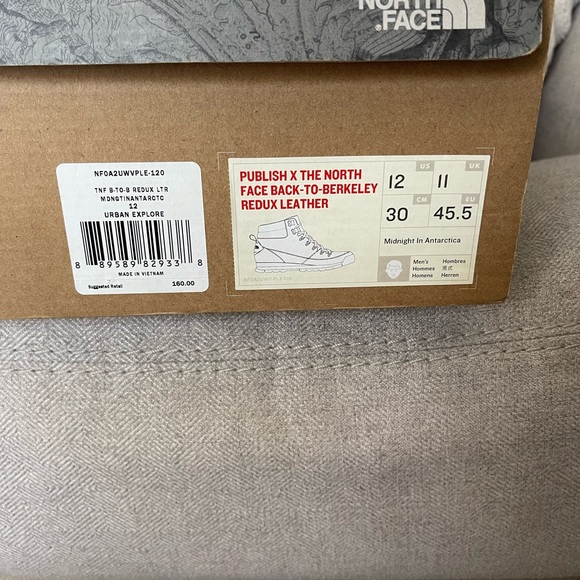 NORTH
FACE
NF0A2UWVPLE-120
TNF B-TO-B REDUX LTR
MDNGTINANTARCTC
12
URBAN EXPLORE
8 89589 82933 8
MADE IN VIETNAM
Suggested Retail 160.00
PUBLISH X THE NORTH
FACE BACK-TO-BERKELEY
REDUX LEATHER
NF0A2UWVPLE-120
12 US 11 UK
30 CM 45.5 EU
Midnight In Antarctica
Men's Hombres
Hommes 男式
Homens Herren